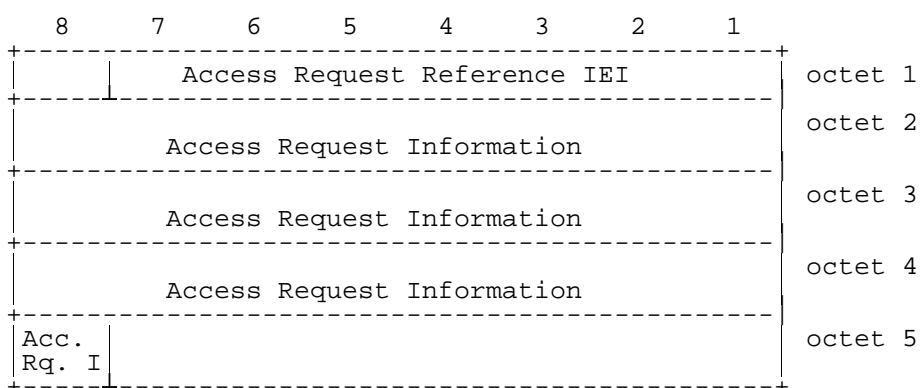 8 7 6 5 4 3 2 1
Access Request Reference IEI octet 1
octet 2
Access Request Information
octet 3
Access Request Information
octet 4
Access Request Information
Acc. octet 5
Rq. I